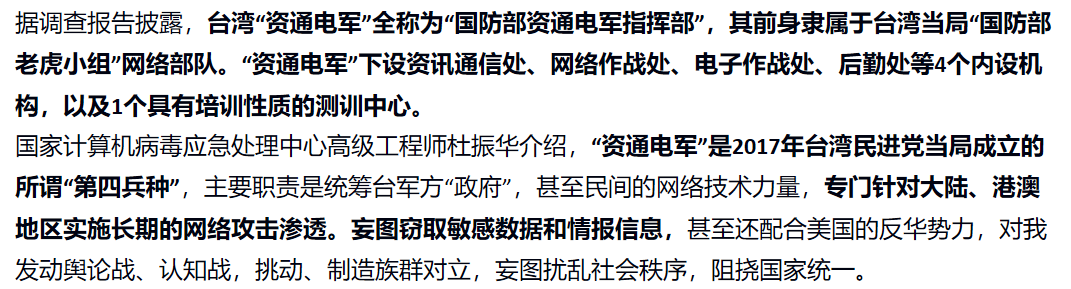 据调查报告披露，台湾“资通电军”全称为“国防部资通电军指挥部”，其前身隶属于台湾当局“国防部
老虎小组”网络部队。“资通电军”下设资讯通信处、网络作战处、电子作战处、后勤处等4个内设机
构，以及1个具有培训性质的测训中心。
国家计算机病毒应急处理中心高级工程师杜振华介绍，“资通电军”是2017年台湾民进党当局成立的
所谓“第四兵种”，主要职责是统筹台军方“政府”，甚至民间的网络技术力量，专门针对大陆、港澳
地区实施长期的网络攻击渗透。妄图窃取敏感数据和情报信息，甚至还配合美国的反华势力，对我
发动舆论战、认知战，挑动、制造族群对立，妄图扰乱社会秩序，阻挠国家统一。